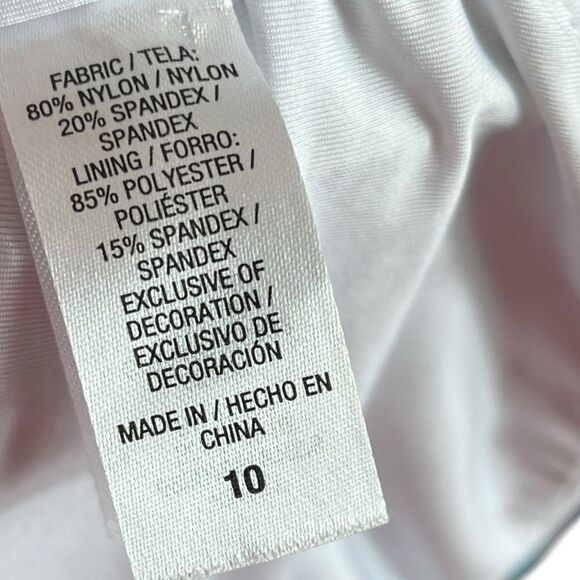 FABRIC / TELA:
80% NYLON / NYLON
20% SPANDEX /
SPANDEX
LINING / FORRO:
85% POLYESTER /
POLIÉSTER
15% SPANDEX /
SPANDEX
EXCLUSIVE OF
DECORATION /
EXCLUSIVO DE
DECORACIÓN
MADE IN / HECHO EN
CHINA
10